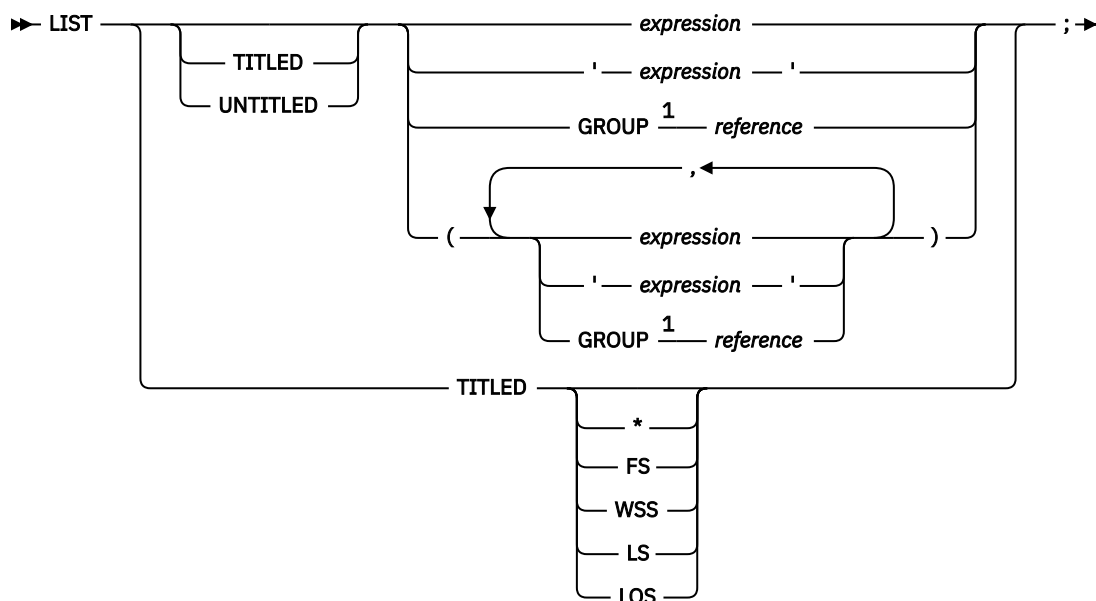 LIST expression ;
TITLED ' expression '
UNTITLED
GROUP 1 reference
,
( expression )
' expression '
GROUP 1 reference
TITLED
*
FS
WSS
LS
LOS